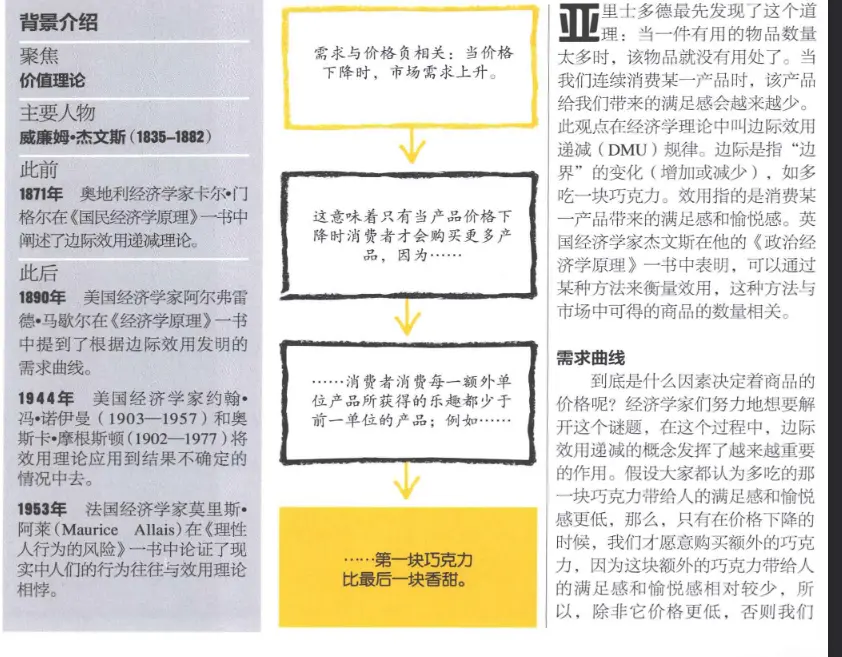 背景介绍
聚焦
价值理论
主要人物
威廉姆•杰文斯（1835–1882）
此前
1871年 奥地利经济学家卡尔•门
格尔在《国民经济学原理》一书中
阐述了边际效用递减理论。
此后
1890年 美国经济学家阿尔弗雷
德•马歇尔在《经济学原理》一书
中提到了根据边际效用发明的
需求曲线。
1944年 美国经济学家约翰•
冯•诺伊曼（1903—1957）和奥
斯卡•摩根斯顿（1902—1977）将
效用理论应用到结果不确定的
情况中去。
1953年 法国经济学家莫里斯•
阿莱（Maurice Allais）在《理性
人行为的风险》一书中论证了现
实中人们的行为往往与效用理论
相悖。
需求与价格负相关：当价格
下降时，市场需求上升。
这意味着只有当产品价格下
降时消费者才会购买更多产
品，因为……
……消费者消费每一额外单
位产品所获得的乐趣都少于
前一单位的产品；例如……
……第一块巧克力
比最后一块香甜。
亚里士多德最先发现了这个道
理：当一件有用的物品数量
太多时，该物品就没有用处了。当
我们连续消费某一产品时，该产品
给我们带来的满足感会越来越少。
此观点在经济学理论中叫边际效用
递减（DMU）规律。边际是指“边
界”的变化（增加或减少），如多
吃一块巧克力。效用指的是消费某
一产品带来的满足感和愉悦感。英
国经济学家杰文斯在他的《政治经
济学原理》一书中表明，可以通过
某种方法来衡量效用，这种方法与
市场中可得的商品的数量相关。
需求曲线
到底是什么因素决定着商品的
价格呢？经济学家们努力地想要解
开这个谜题，在这个过程中，边际
效用递减的概念发挥了越来越重要
的作用。假设大家都认为多吃的那
一块巧克力带给人的满足感和愉悦
感更低，那么，只有在价格下降的
时候，我们才愿意购买额外的巧克
力，因为这块额外的巧克力带给人
的满足感和愉悦感相对较少，所
以，除非它价格更低，否则我们